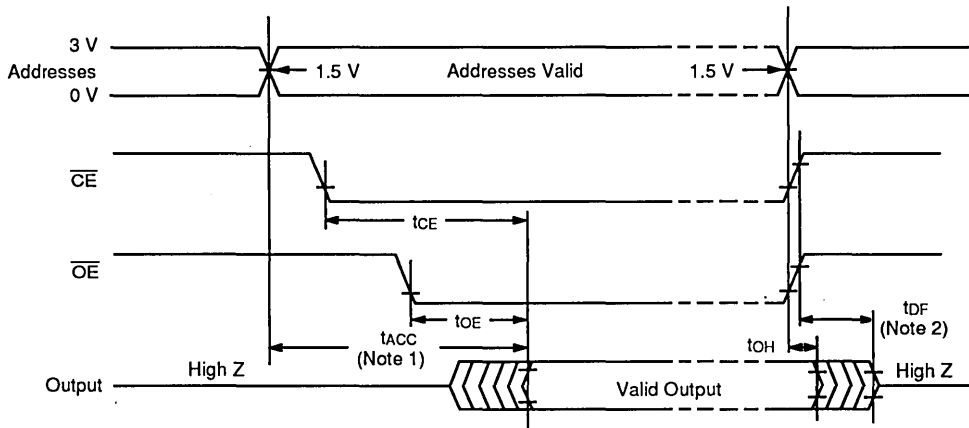 3 V
Addresses
0 V
1.5 V
Addresses Valid
1.5 V
CE
tCE
OE
tOE
tACC
(Note 1)
tOH
tDF
(Note 2)
Output
High Z
Valid Output
High Z